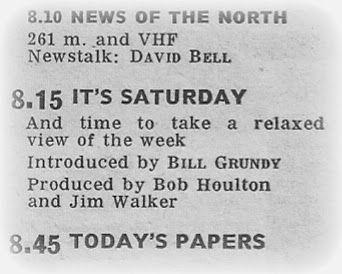 8.10 NEWS OF THE NORTH
261 m. and VHF
Newstalk: DAVID BELL
8.15 IT'S SATURDAY
And time to take a relaxed
view of the week
Introduced by BILL GRUNDY
Produced by Bob Houlton
and Jim Walker
8.45 TODAY'S PAPERS